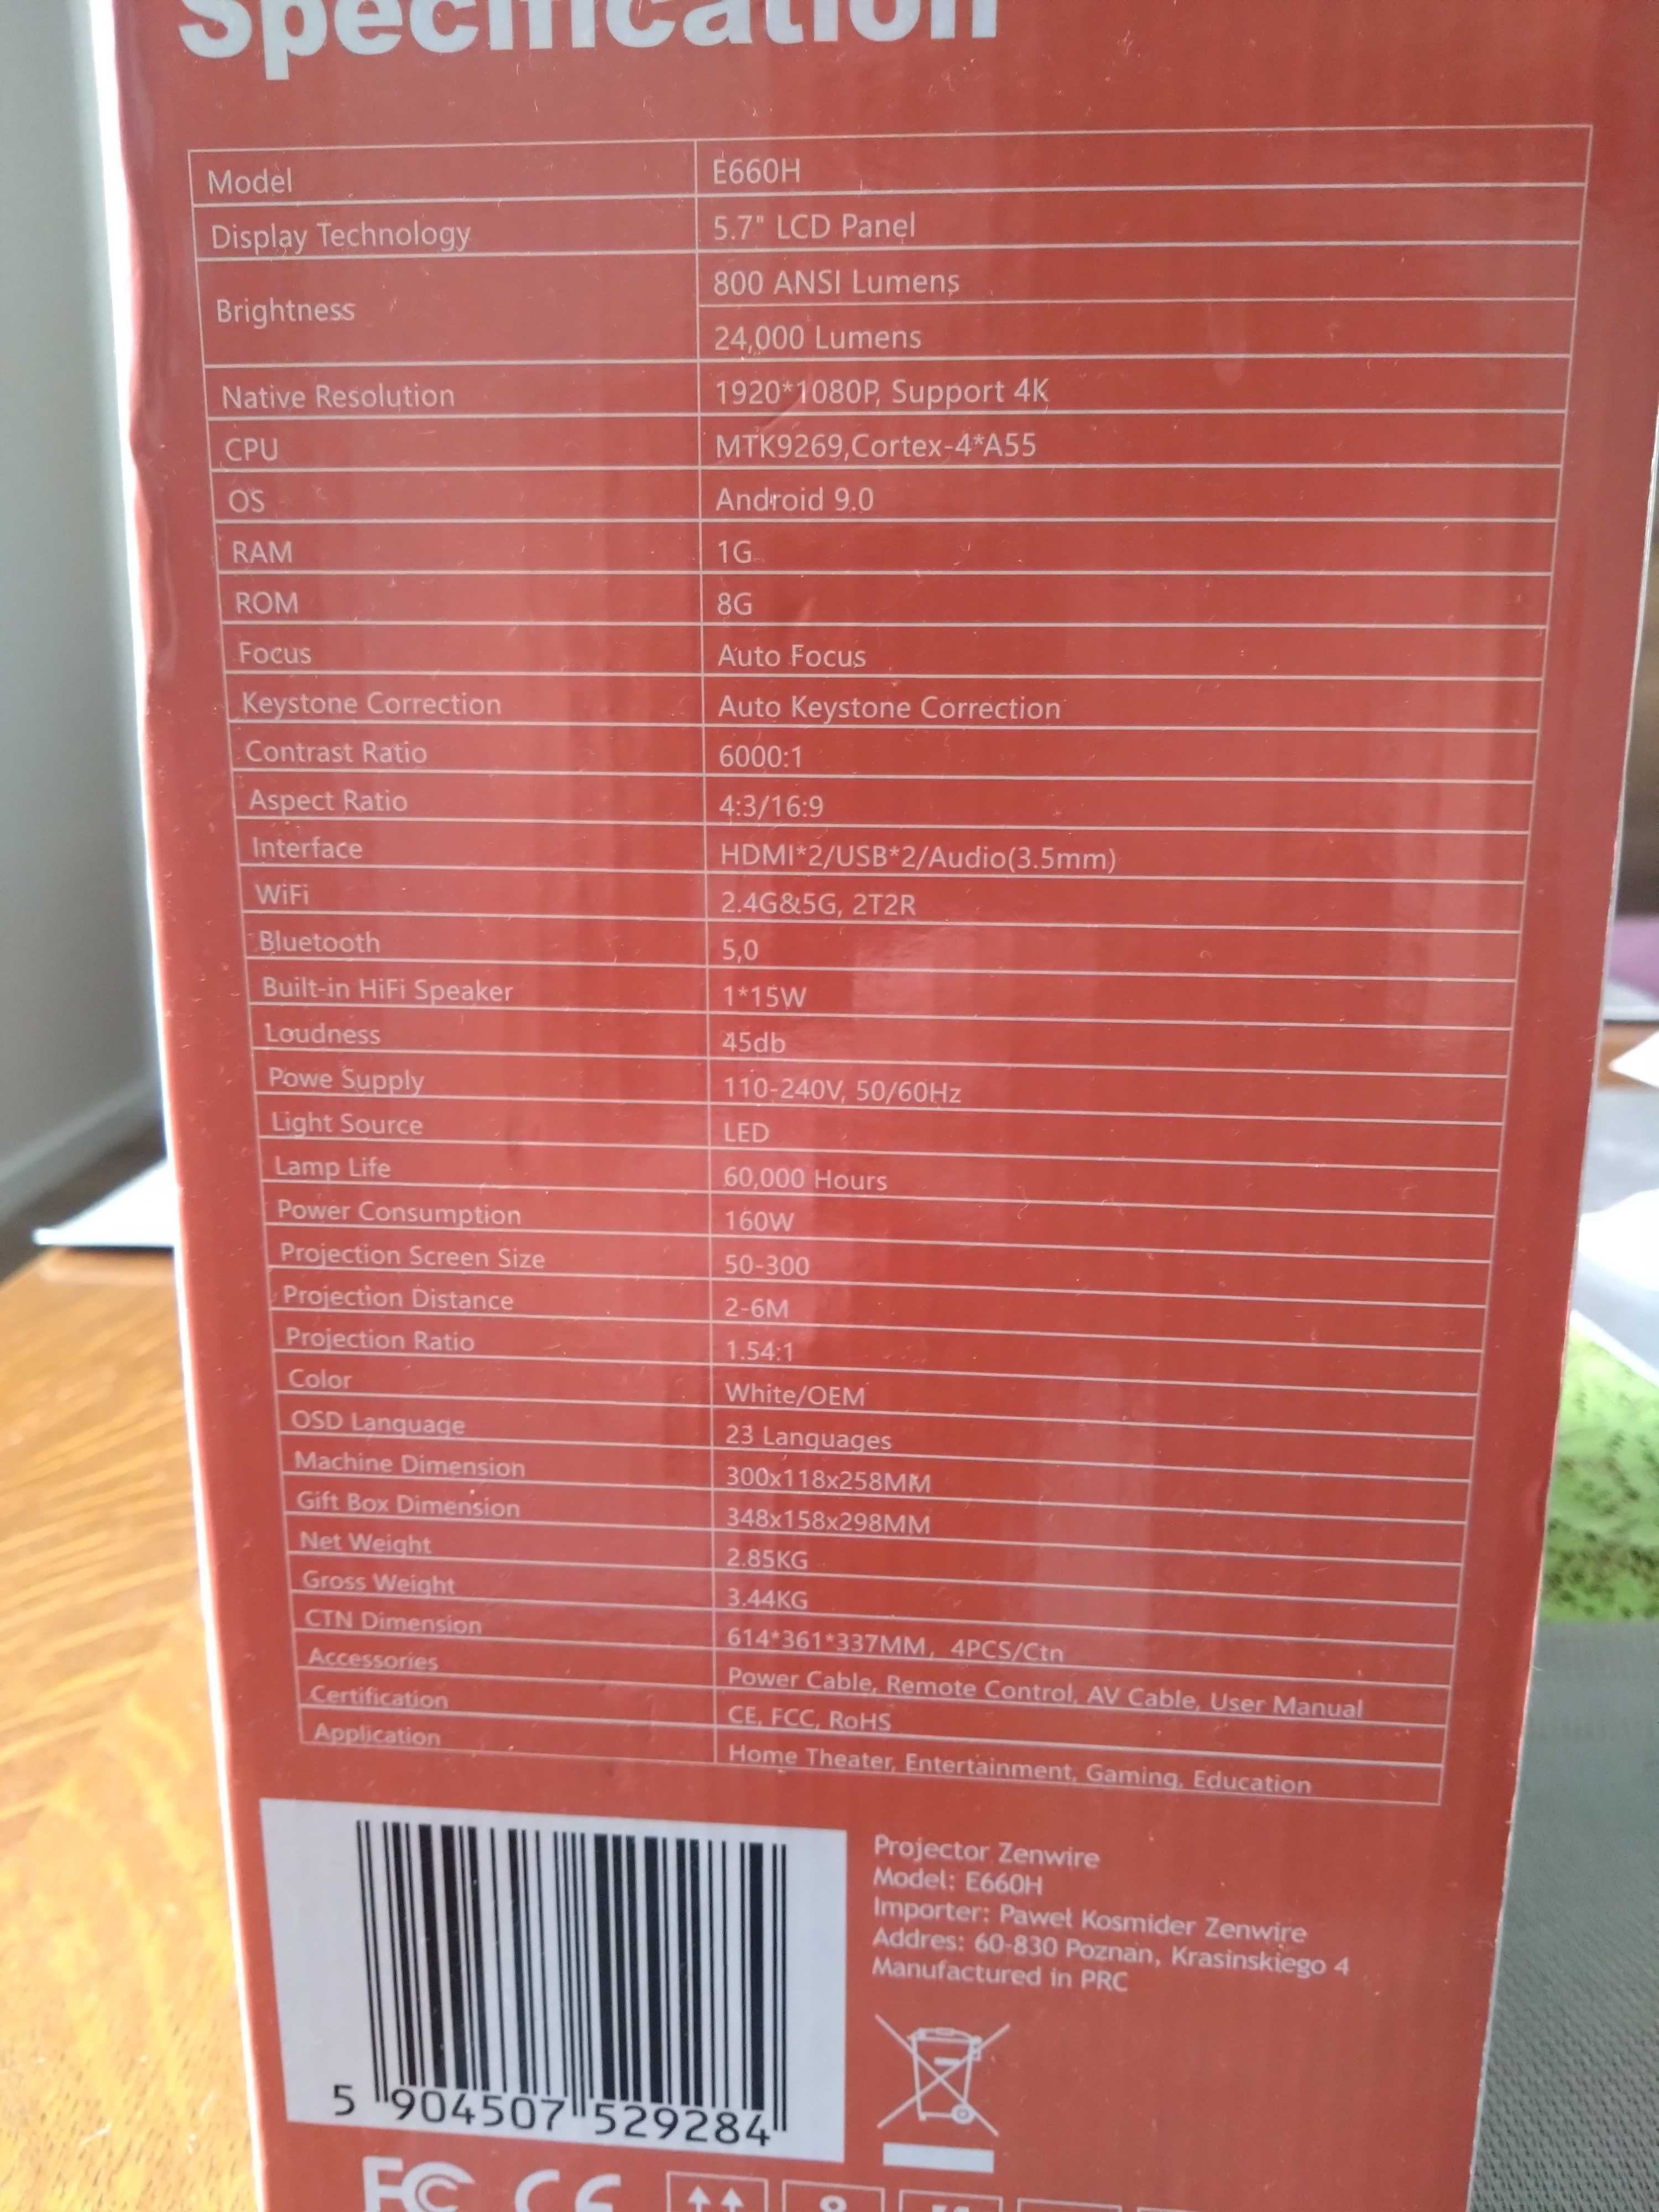 Specification
Model E660H
Display Technology 5.7" LCD Panel
Brightness 800 ANSI Lumens
24,000 Lumens
Native Resolution 1920*1080P, Support 4K
CPU MTK9269,Cortex-4*A55
OS Android 9.0
RAM 1G
ROM 8G
Focus Auto Focus
Keystone Correction Auto Keystone Correction
Contrast Ratio 6000:1
Aspect Ratio 4:3/16:9
Interface HDMI*2/USB*2/Audio(3.5mm)
WiFi 2.4G&5G, 2T2R
Bluetooth 5,0
Built-in HiFi Speaker 1*15W
Loudness 45db
Powe Supply 110-240V, 50/60Hz
Light Source LED
Lamp Life 60,000 Hours
Power Consumption 160W
Projection Screen Size 50-300
Projection Distance 2-6M
Projection Ratio 1.54:1
Color White/OEM
OSD Language 23 Languages
Machine Dimension 300x118x258MM
Gift Box Dimension 348x158x298MM
Net Weight 2.85KG
Gross Weight 3.44KG
CTN Dimension 614*361*337MM, 4PCS/Ctn
Accessories Power Cable, Remote Control, AV Cable, User Manual
Certification CE, FCC, RoHS
Application Home Theater, Entertainment, Gaming, Education
Projector Zenwire
Model: E660H
Importer: Paweł Kosmider Zenwire
Addres: 60-830 Poznan, Krasinskiego 4
Manufactured in PRC
5 904507 529284
FC CE